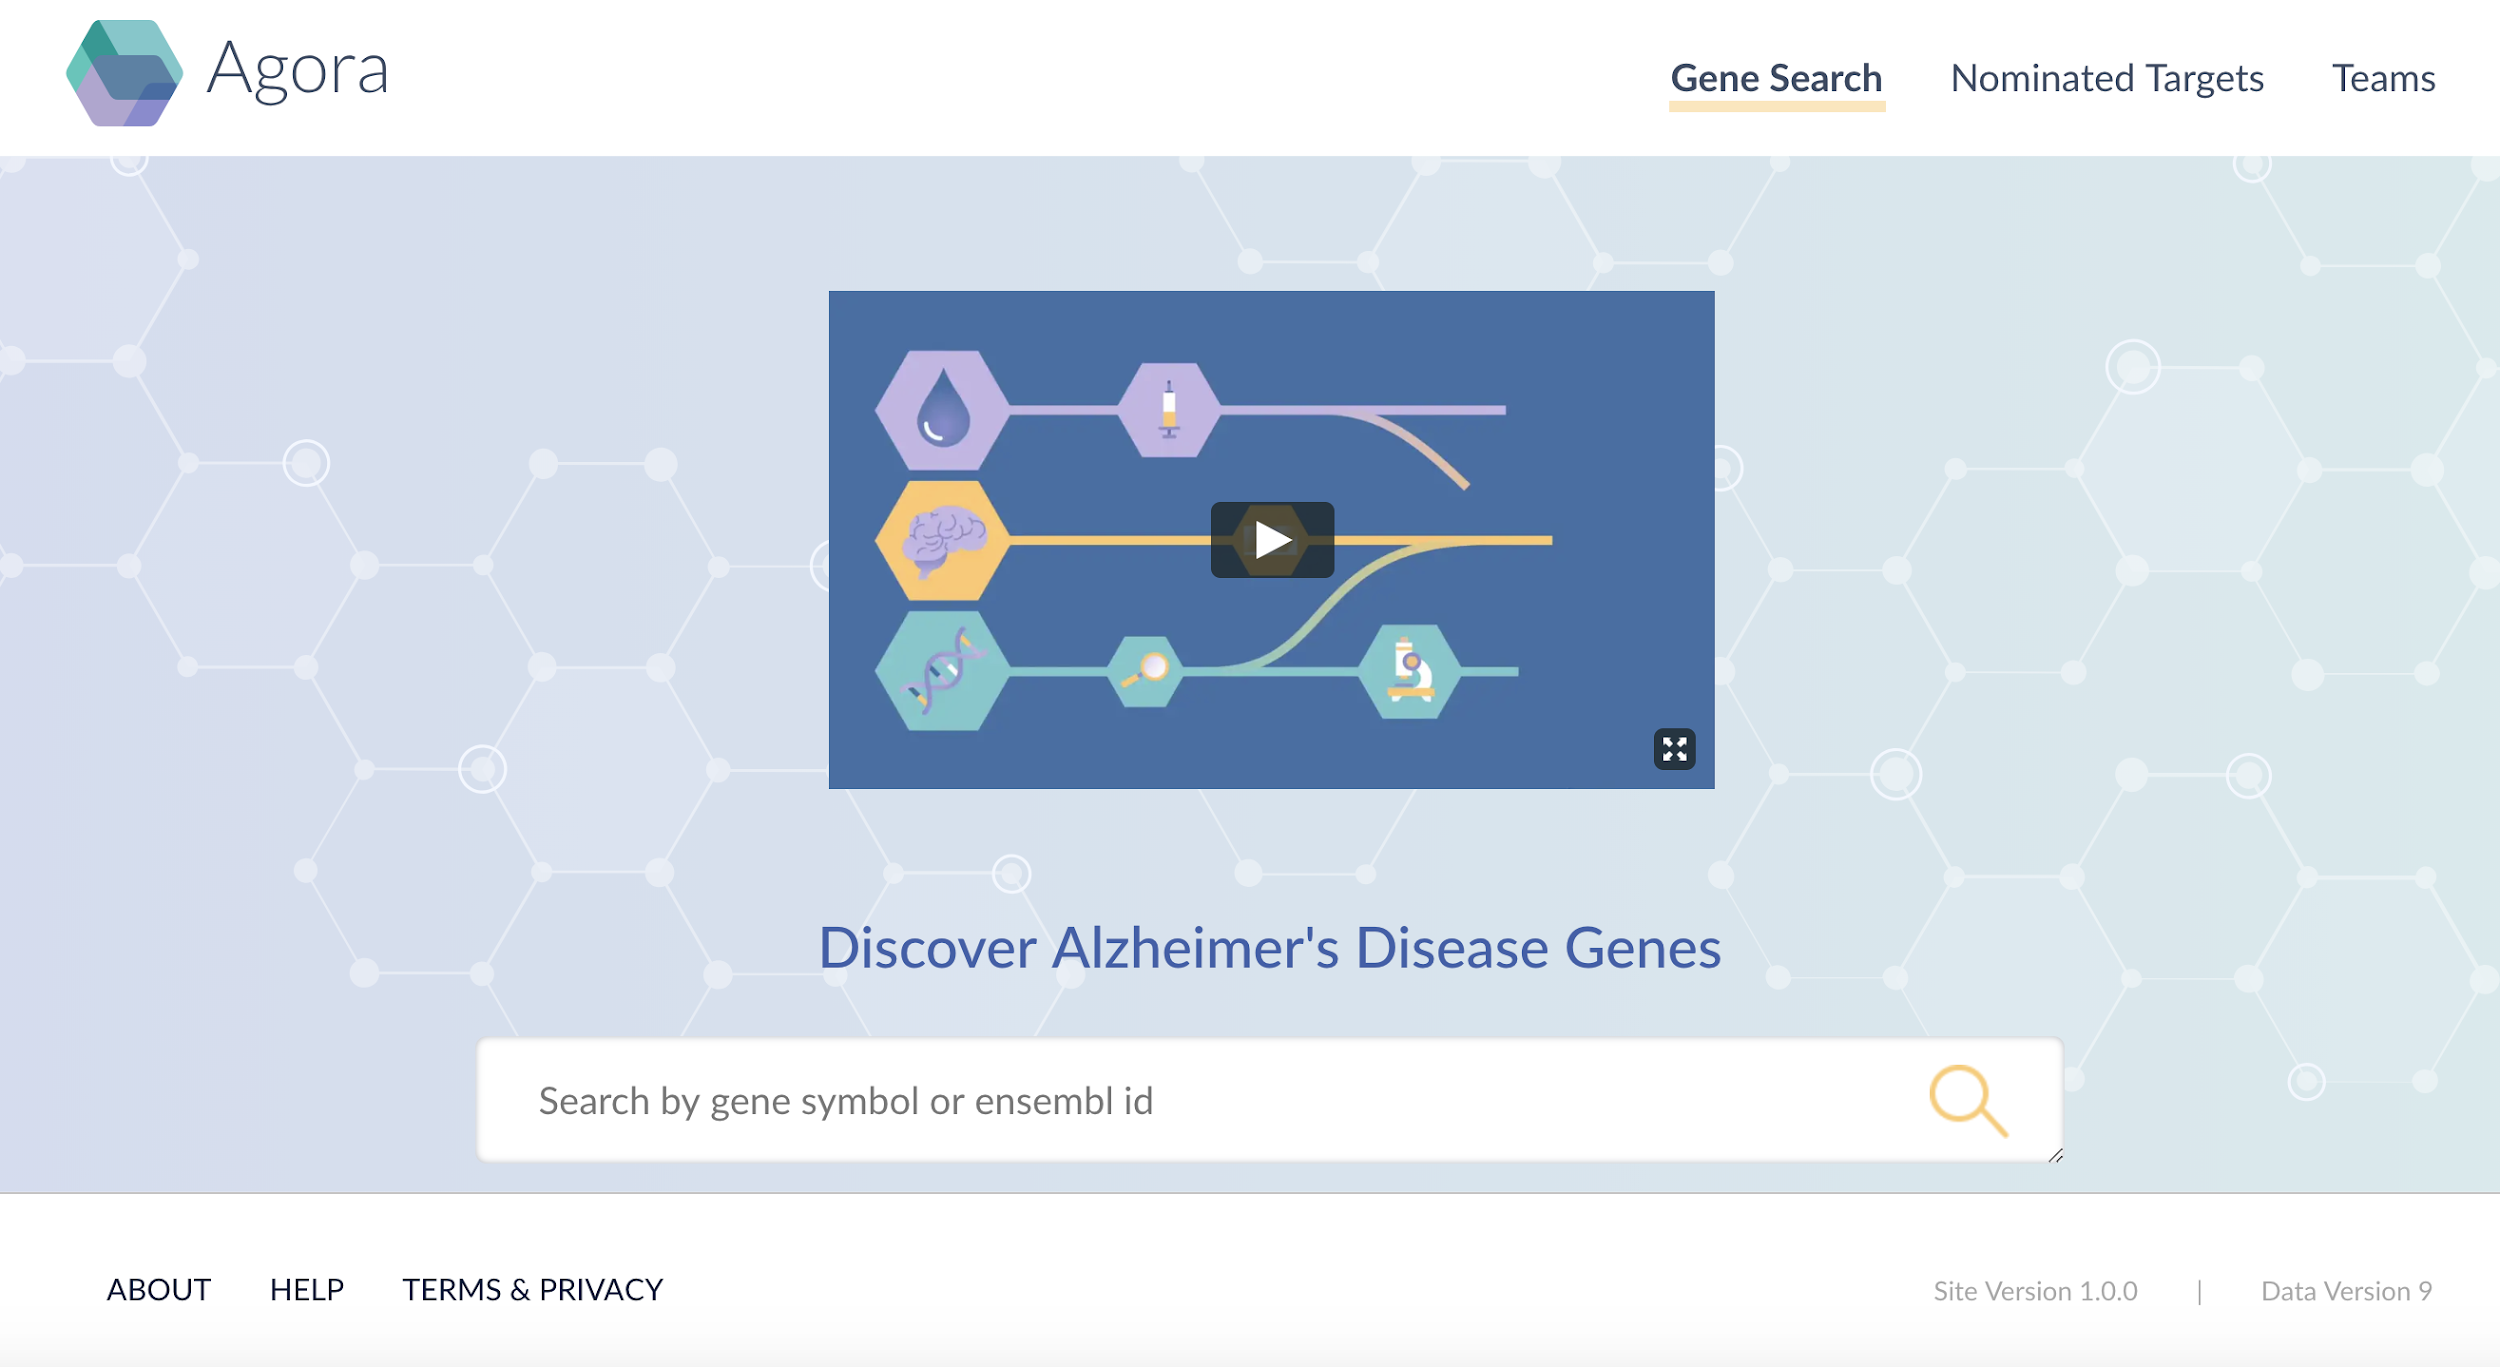 Agora
Gene Search
Nominated Targets
Teams
Discover Alzheimer's Disease Genes
Search by gene symbol or ensembl id
ABOUT
HELP
TERMS & PRIVACY
Site Version 1.0.0 | Data Version 9